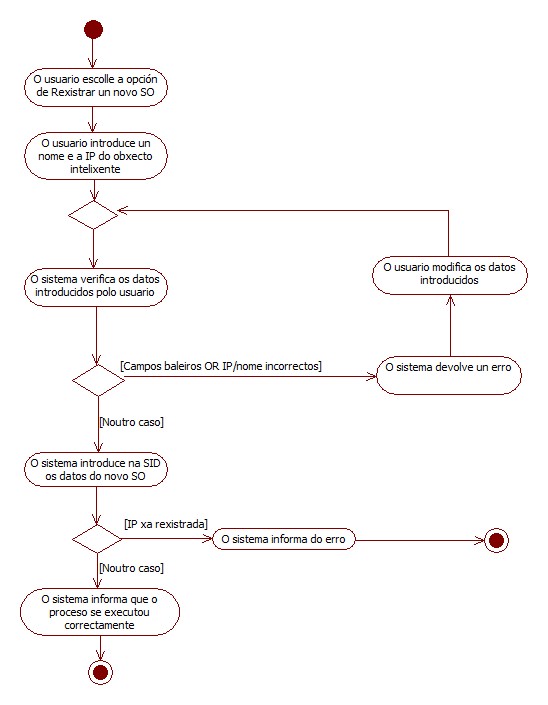 O usuario escolle a opción
de Rexistrar un novo SO
O usuario introduce un
nome e a IP do obxecto
intelixente
O sistema verifica os datos
introducidos polo usuario
O usuario modifica os datos
introducidos
[Campos baleiros OR IP/nome incorrectos]
O sistema devolve un erro
[Noutro caso]
O sistema introduce na SID
os datos do novo SO
[IP xa rexistrada]
O sistema informa do erro
[Noutro caso]
O sistema informa que o
proceso se executou
correctamente